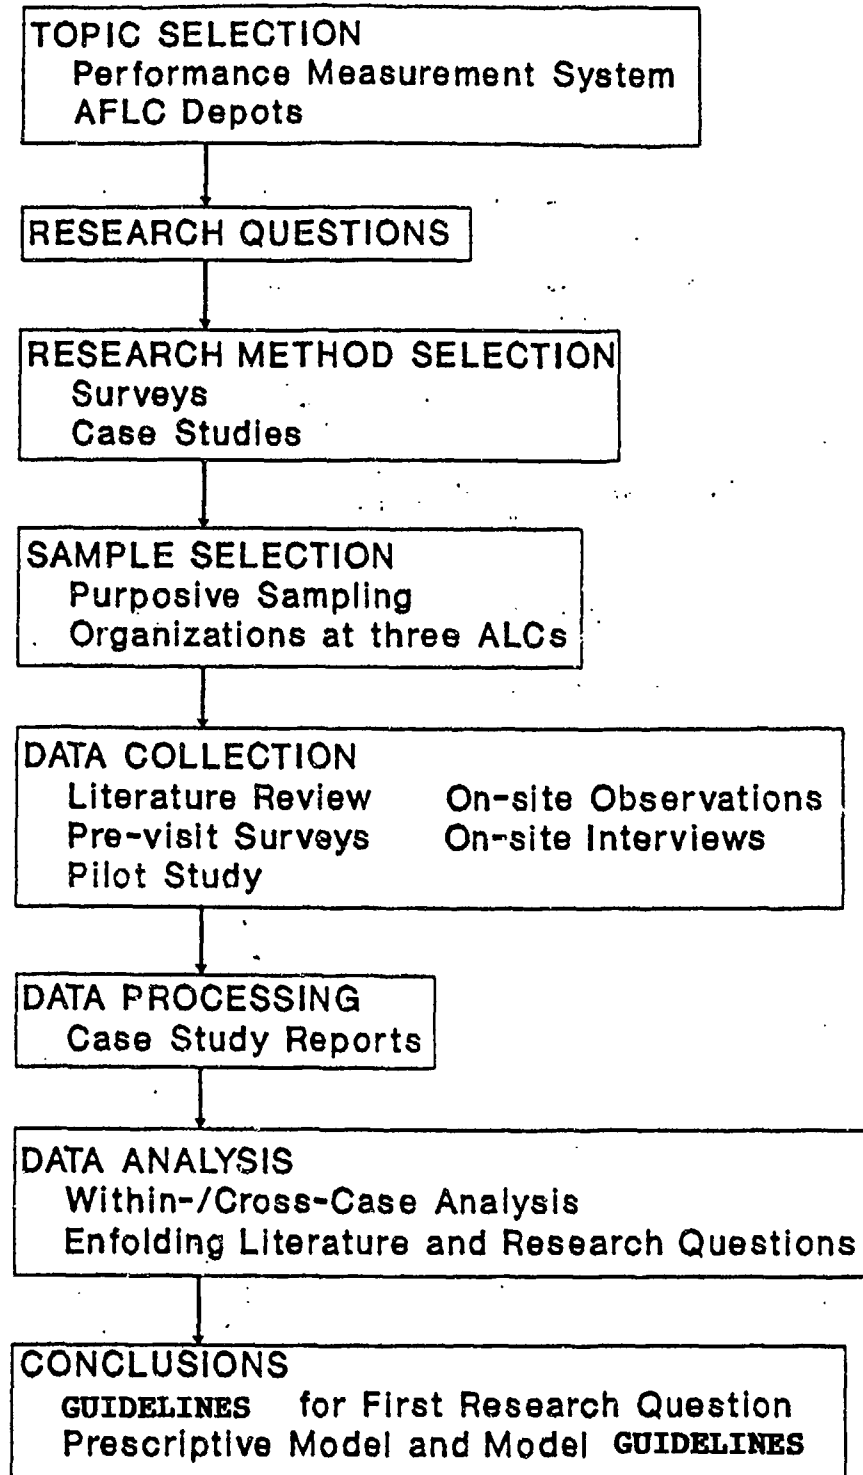 TOPIC SELECTION
Performance Measurement System
AFLC Depots
RESEARCH QUESTIONS
RESEARCH METHOD SELECTION
Surveys
Case Studies
SAMPLE SELECTION
Purposive Sampling
Organizations at three ALCs
DATA COLLECTION
Literature Review On-site Observations
Pre-visit Surveys On-site Interviews
Pilot Study
DATA PROCESSING
Case Study Reports
DATA ANALYSIS
Within-/Cross-Case Analysis
Enfolding Literature and Research Questions
CONCLUSIONS
GUIDELINES for First Research Question
Prescriptive Model and Model GUIDELINES